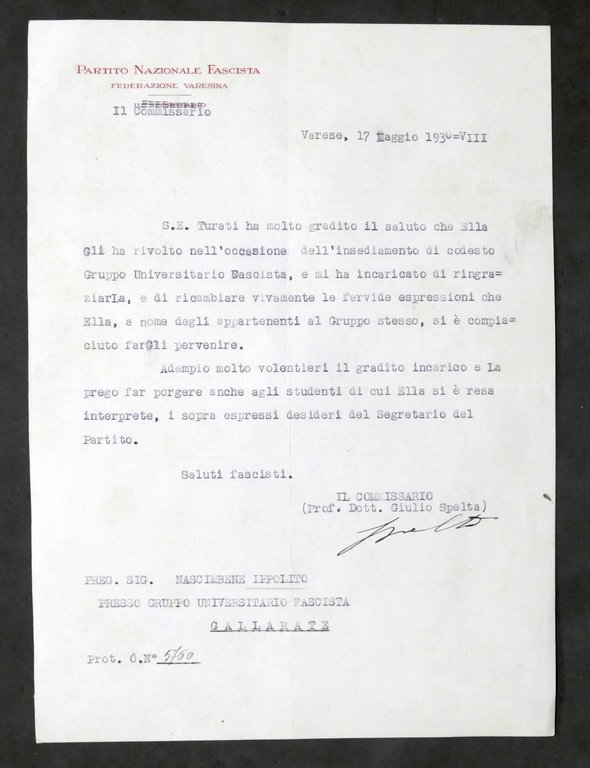 PARTITO NAZIONALE FASCISTA
FEDERAZIONE VARESINA
Il Commissario
Varese, 17 Maggio 1930=VIII
S.E. Turati ha molto gradito il saluto che Ella
Gli ha rivolto nell'occasione dell'insediamento di codesto
Gruppo Universitario Fascista, e mi ha incaricato di ringra=
ziarLa, e di ricambiare vivamente le fervide espressioni che
Ella, a nome degli appartenenti al Gruppo stesso, si è compia=
ciuto farGli pervenire.
Adempio molto volentieri il gradito incarico e La
prego far porgere anche agli studenti di cui Ella si è resa
interprete, i sopra espressi desideri del Segretario del
Partito.
Saluti fascisti.
IL COMMISSARIO
(Prof. Dott. Giulio Spelta)
Spelta
PREG. SIG. NASCIMBENE IPPOLITO
PRESSO GRUPPO UNIVERSITARIO FASCISTA
GALLARATE
Prot. O.N° 5/60